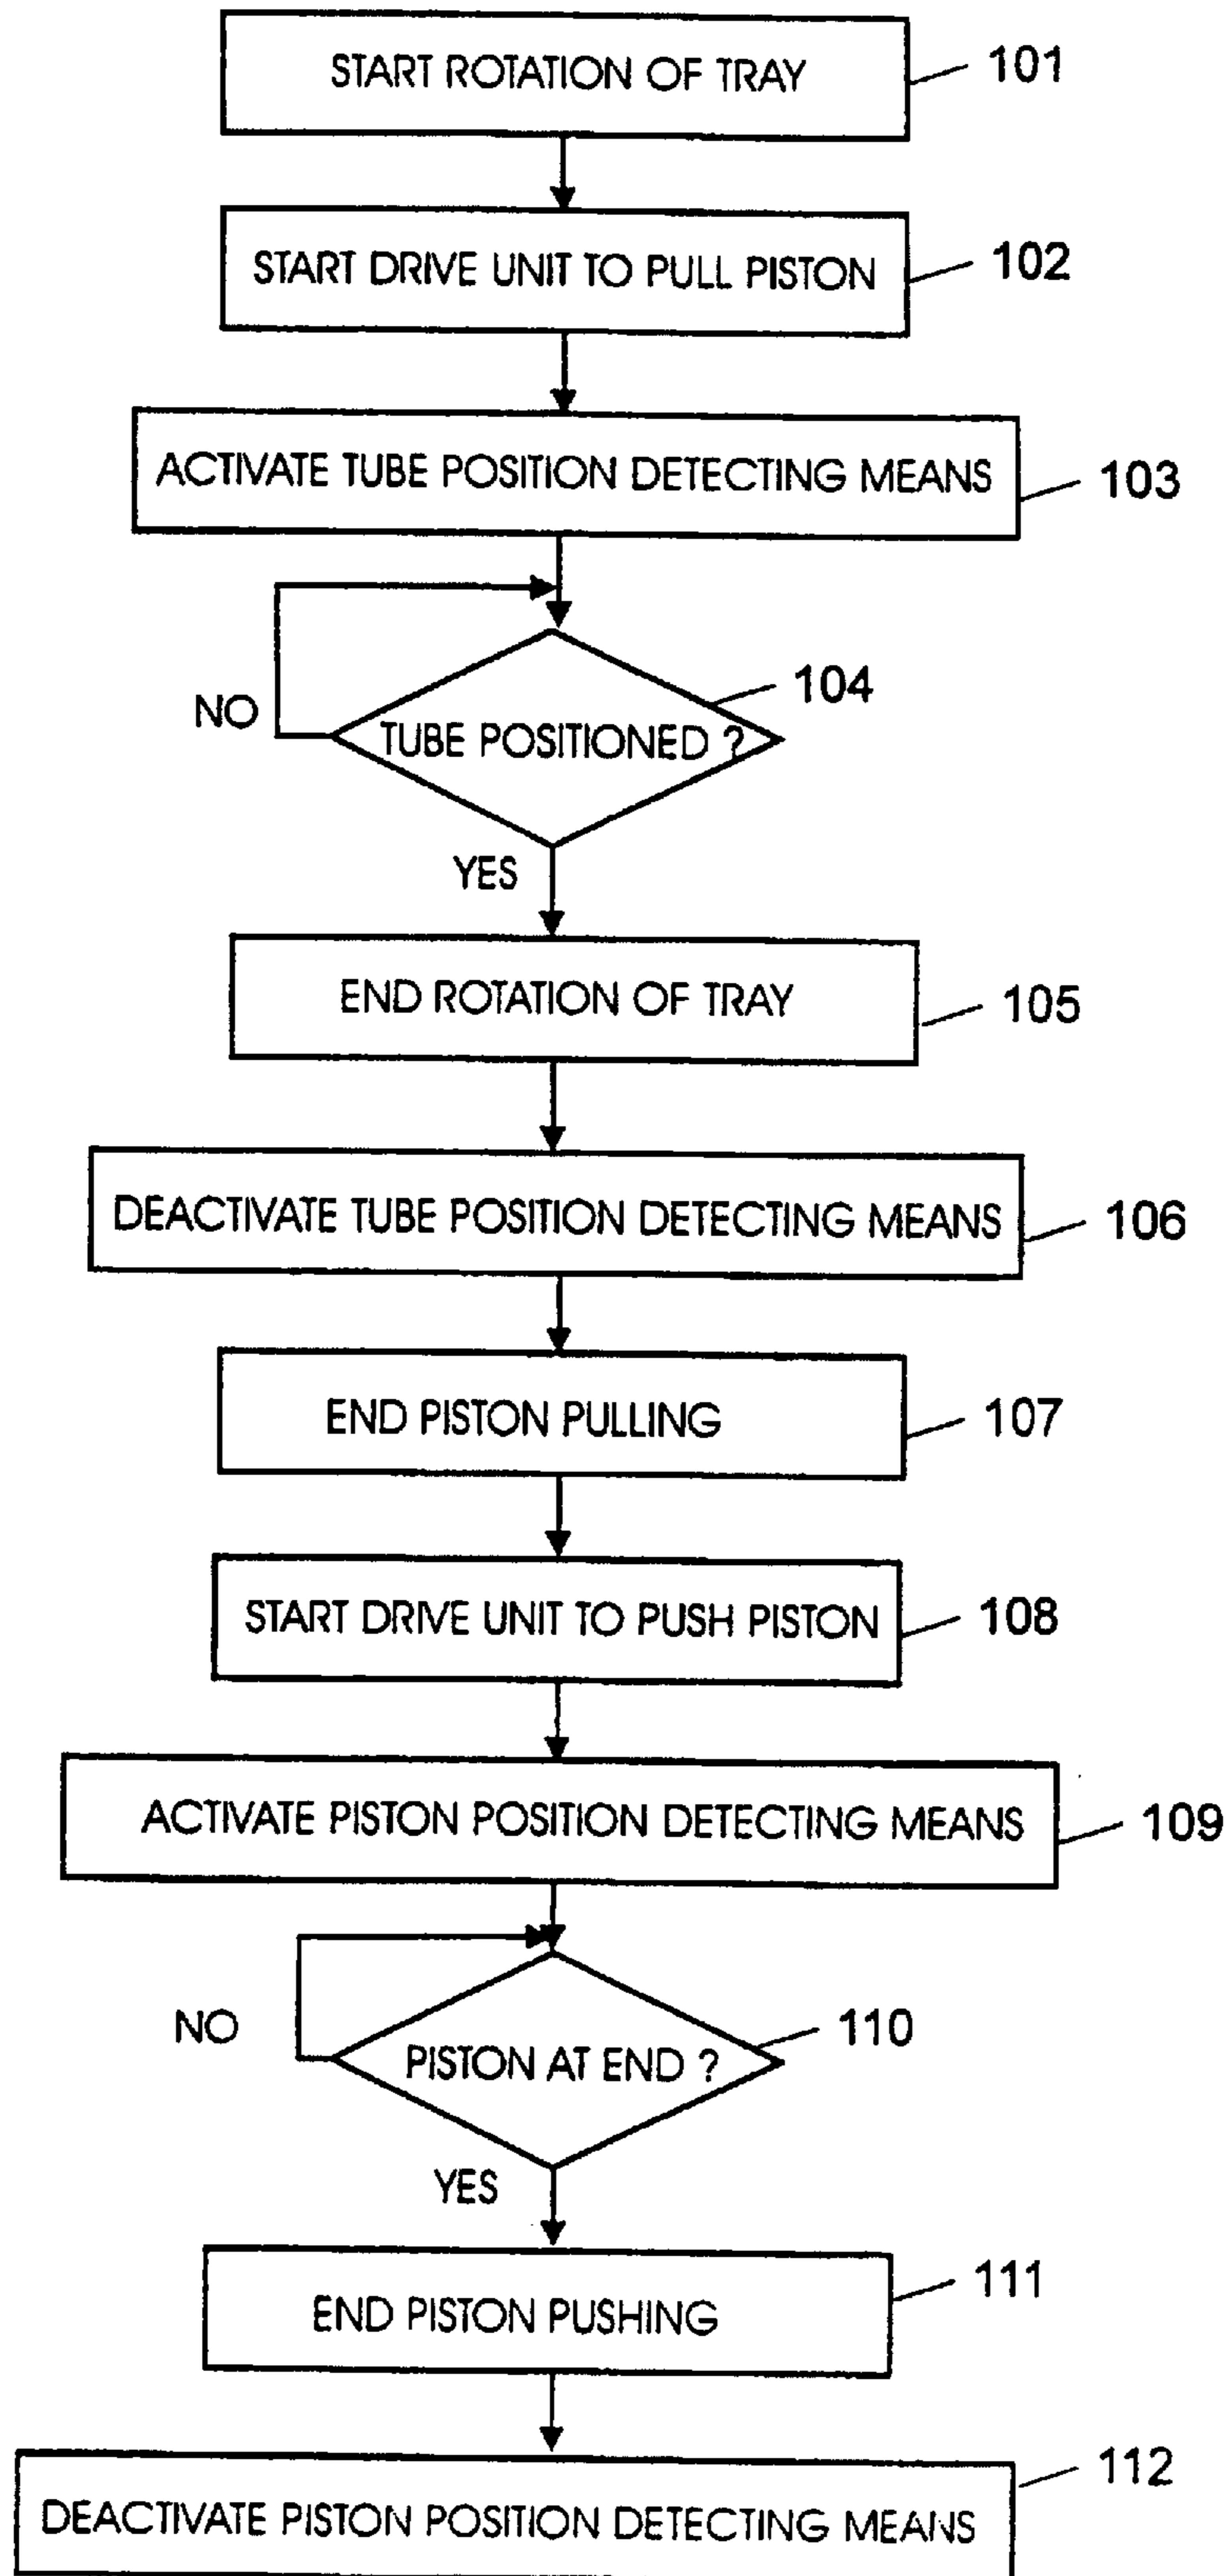 START ROTATION OF TRAY
101
START DRIVE UNIT TO PULL PISTON
102
ACTIVATE TUBE POSITION DETECTING MEANS
103
104
NO
TUBE POSITIONED ?
YES
END ROTATION OF TRAY
105
DEACTIVATE TUBE POSITION DETECTING MEANS
106
END PISTON PULLING
107
START DRIVE UNIT TO PUSH PISTON
108
ACTIVATE PISTON POSITION DETECTING MEANS
109
NO
110
PISTON AT END ?
YES
END PISTON PUSHING
111
112
DEACTIVATE PISTON POSITION DETECTING MEANS